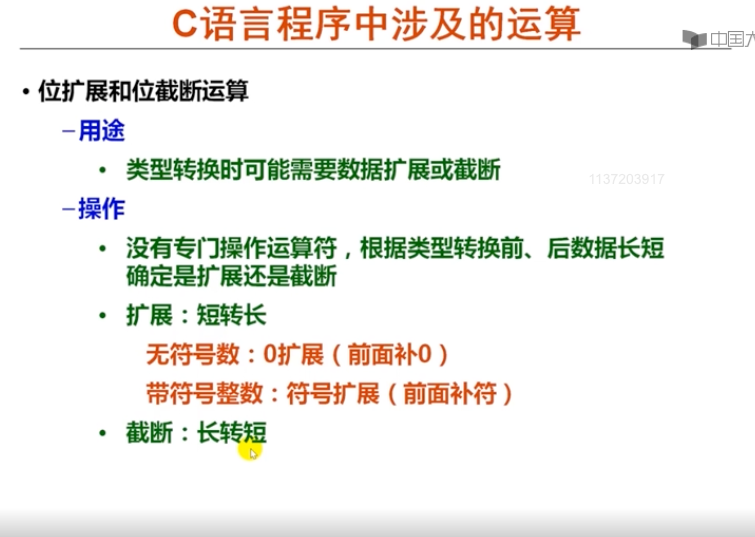 C语言程序中涉及的运算
中国大
• 位扩展和位截断运算
–用途
• 类型转换时可能需要数据扩展或截断
1137203917
–操作
• 没有专门操作运算符，根据类型转换前、后数据长短
确定是扩展还是截断
• 扩展：短转长
无符号数：0扩展（前面补0）
带符号整数：符号扩展（前面补符）
• 截断：长转短